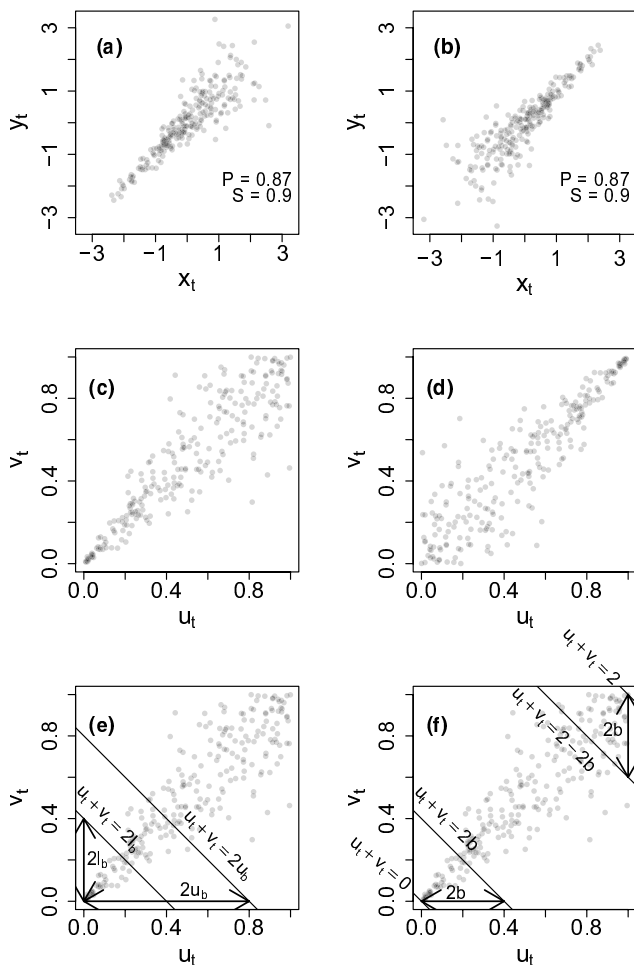 (a)
3
1
−1
−3
y_t
P = 0.87
S = 0.9
−3 −1 1 3
x_t
(b)
3
1
−1
−3
y_t
P = 0.87
S = 0.9
−3 −1 1 3
x_t
(c)
0.8
0.4
0.0
v_t
0.0 0.4 0.8
u_t
(d)
0.8
0.4
0.0
v_t
0.0 0.4 0.8
u_t
(e)
0.8
0.4
0.0
v_t
u_t + v_t = 2l_b
u_t + v_t = 2u_b
2l_b
2u_b
0.0 0.4 0.8
u_t
(f)
0.8
0.4
0.0
v_t
u_t + v_t = 2
u_t + v_t = 2 − 2b
2b
u_t + v_t = 2b
u_t + v_t = 0
2b
0.0 0.4 0.8
u_t